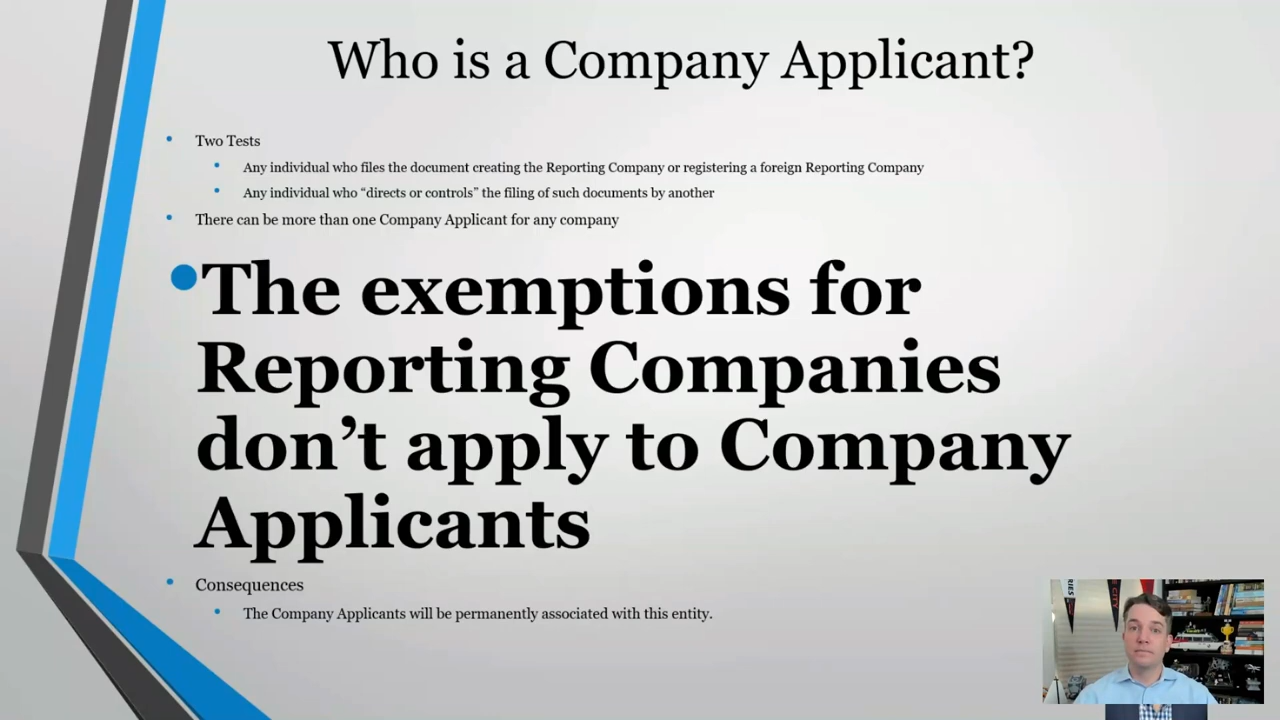 Who is a Company Applicant?
• Two Tests
• Any individual who files the document creating the Reporting Company or registering a foreign Reporting Company
• Any individual who “directs or controls” the filing of such documents by another
• There can be more than one Company Applicant for any company
•The exemptions for
Reporting Companies
don’t apply to Company
Applicants
• Consequences
• The Company Applicants will be permanently associated with this entity.